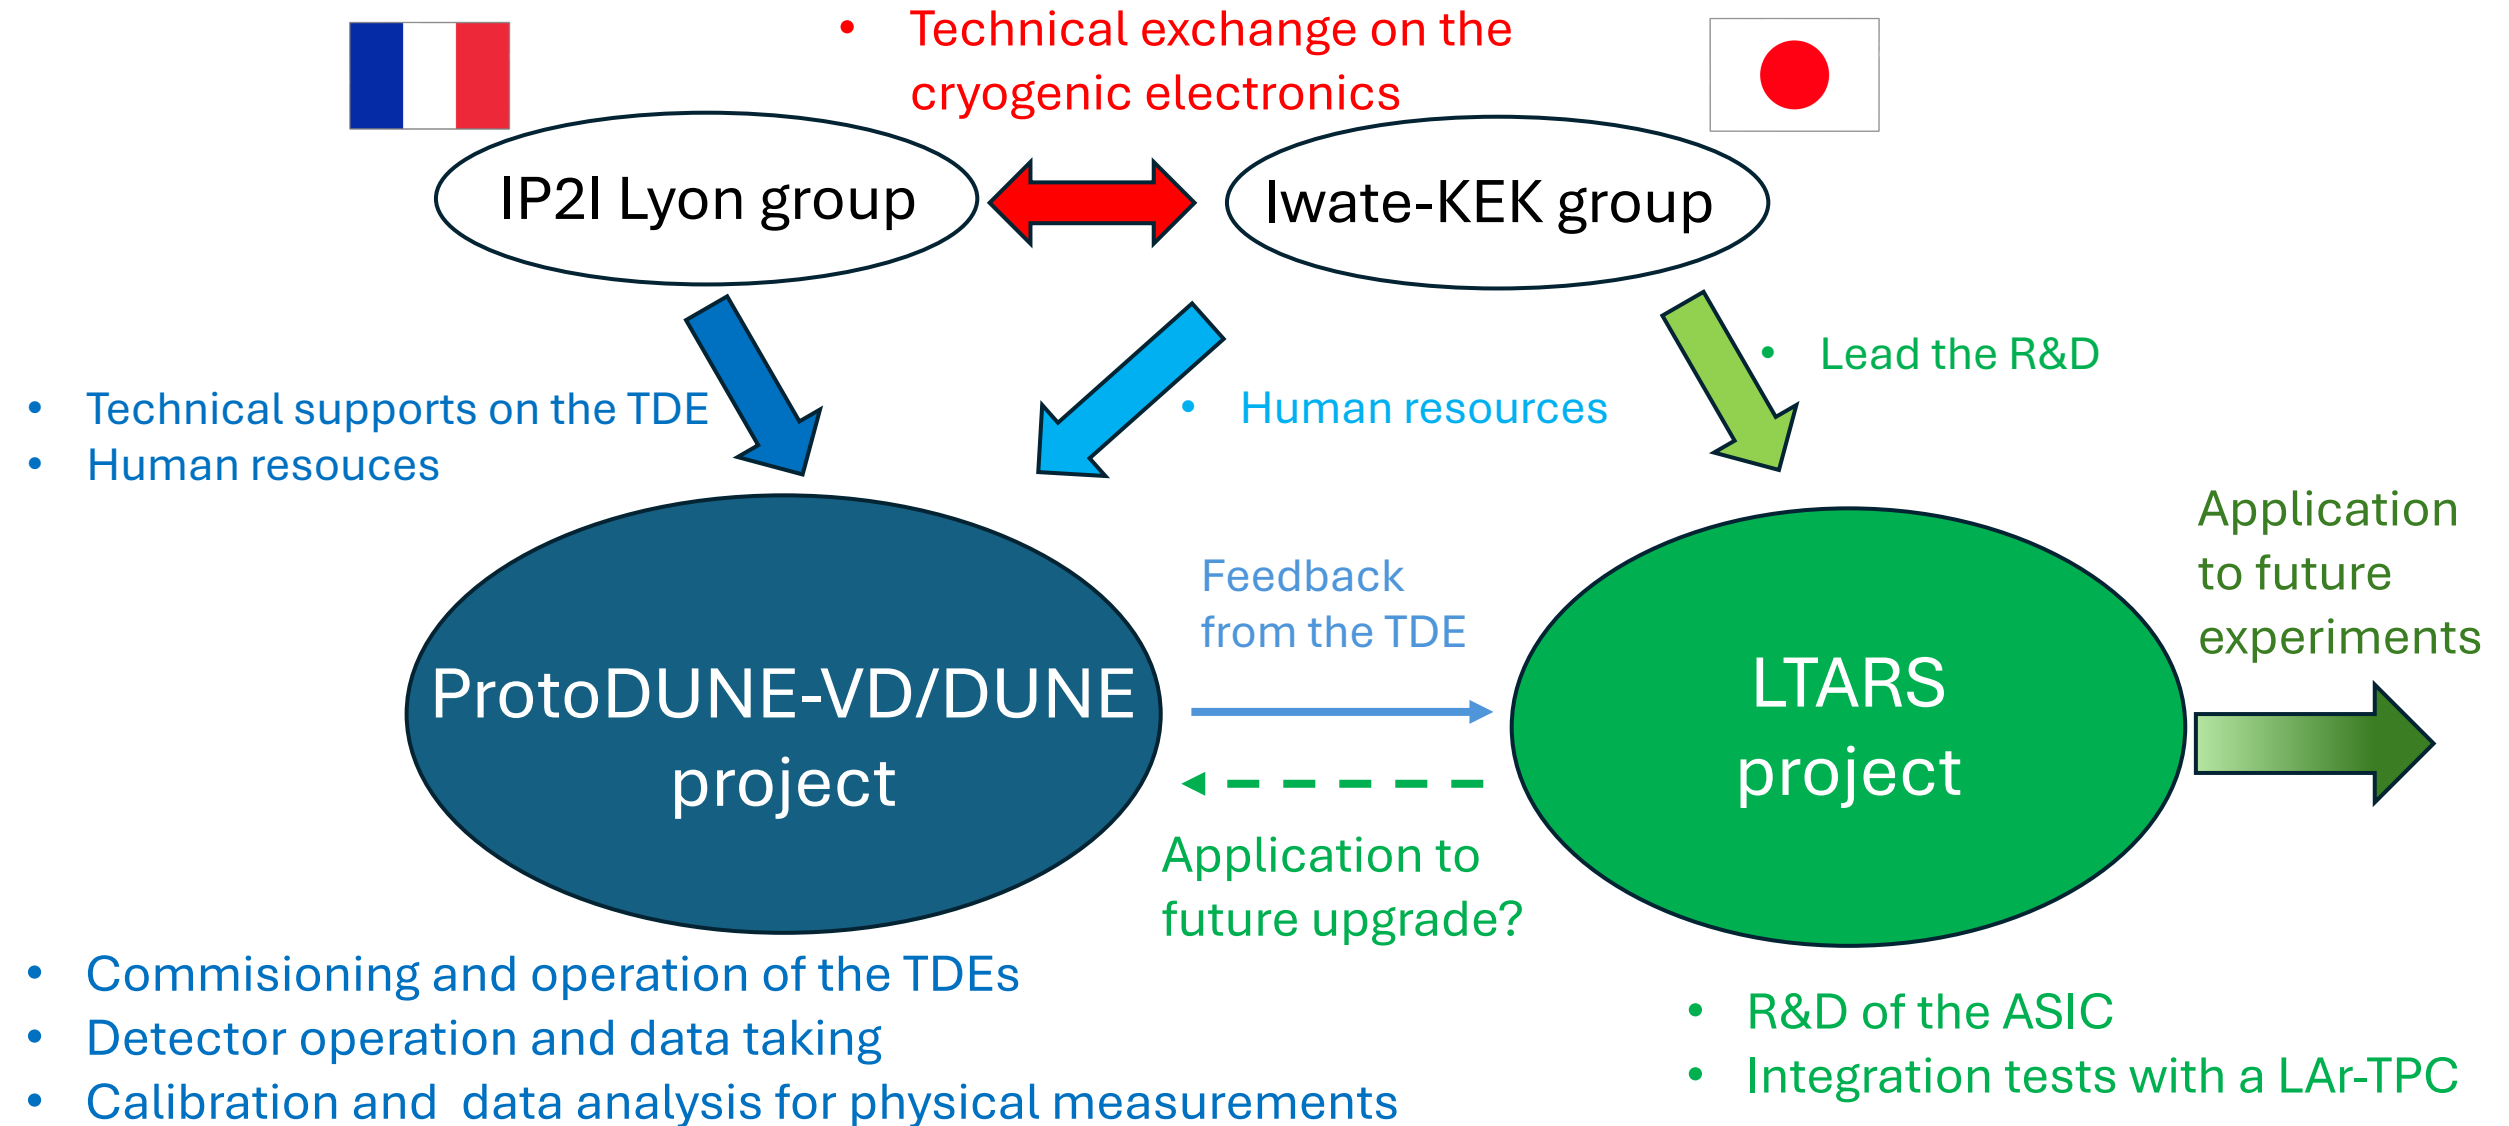 • Technical exchange on the
cryogenic electronics
IP2I Lyon group
Iwate-KEK group
• Lead the R&D
• Technical supports on the TDE
• Human resouces
• Human resources
Application
to future
experiments
Feedback
from the TDE
ProtoDUNE-VD/DUNE
project
LTARS
project
Application to
future upgrade?
• Commisioning and operation of the TDEs
• Detector operation and data taking
• Calibration and  data analysis for physical measurements
• R&D of the ASIC
• Integration tests with a LAr-TPC